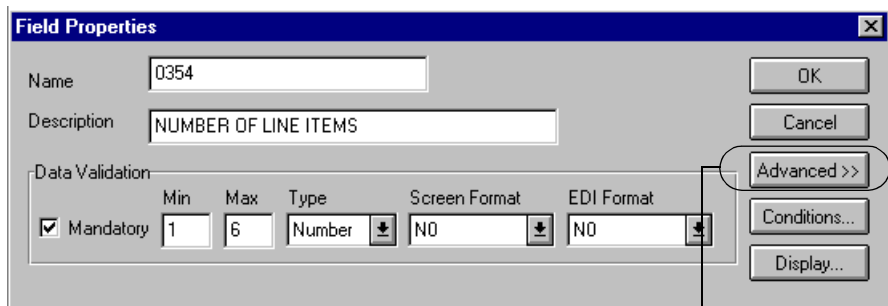 Field Properties
Name
0354
OK
Description
NUMBER OF LINE ITEMS
Cancel
Data Validation
Advanced >>
Min Max Type Screen Format EDI Format
Mandatory 1 6 Number N0 N0
Conditions...
Display...